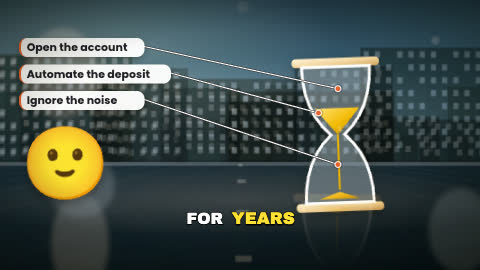 Open the account
Automate the deposit
Ignore the noise
FOR YEARS